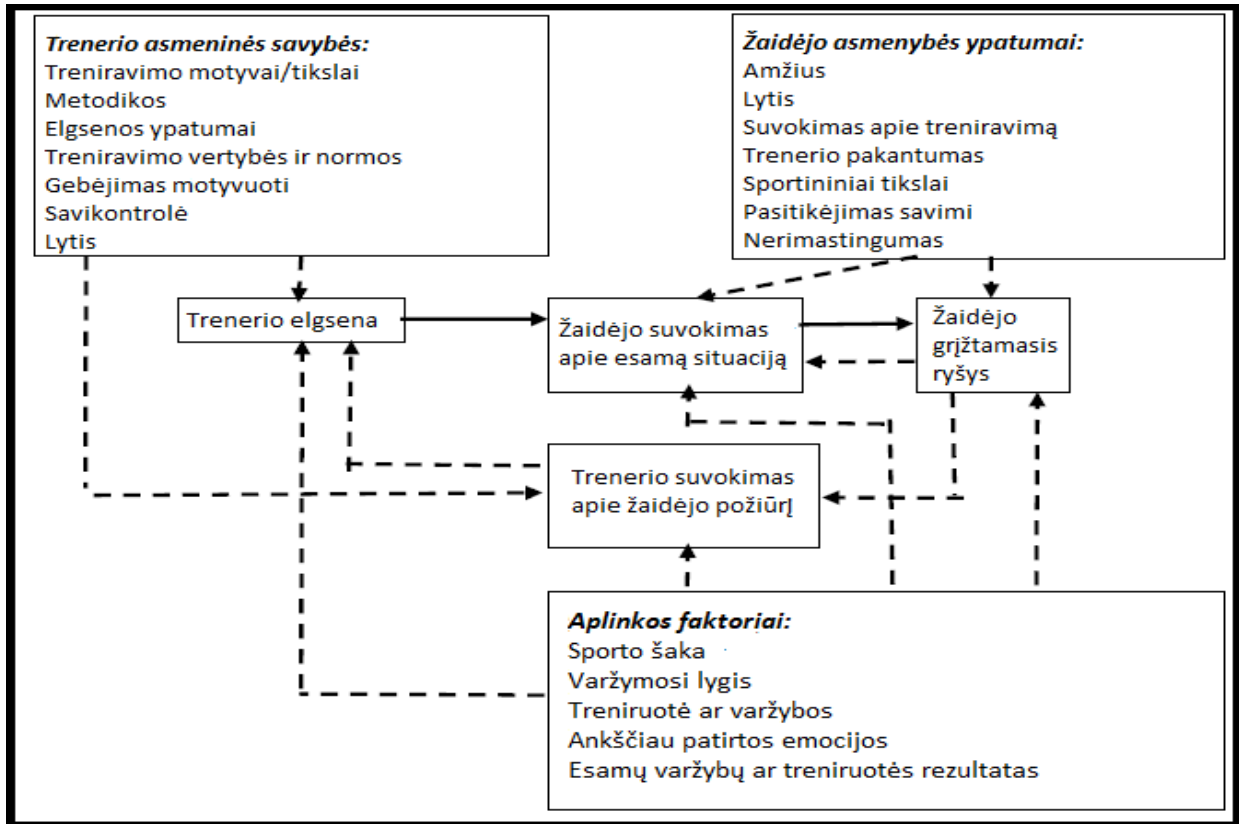 Trenerio asmeninės savybės:
Treniravimo motyvai/tikslai
Metodikos
Elgsenos ypatumai
Treniravimo vertybės ir normos
Gebėjimas motyvuoti
Savikontrolė
Lytis
Žaidėjo asmenybės ypatumai:
Amžius
Lytis
Suvokimas apie treniravimą
Trenerio pakantumas
Sportininiai tikslai
Pasitikėjimas savimi
Nerimastingumas
Trenerio elgsena
Žaidėjo suvokimas
apie esamą situaciją
Žaidėjo
grįžtamasis
ryšys
Trenerio suvokimas
apie žaidėjo požiūrį
Aplinkos faktoriai:
Sporto šaka
Varžymosi lygis
Treniruotė ar varžybos
Ankščiau patirtos emocijos
Esamų varžybų ar treniruotės rezultatas